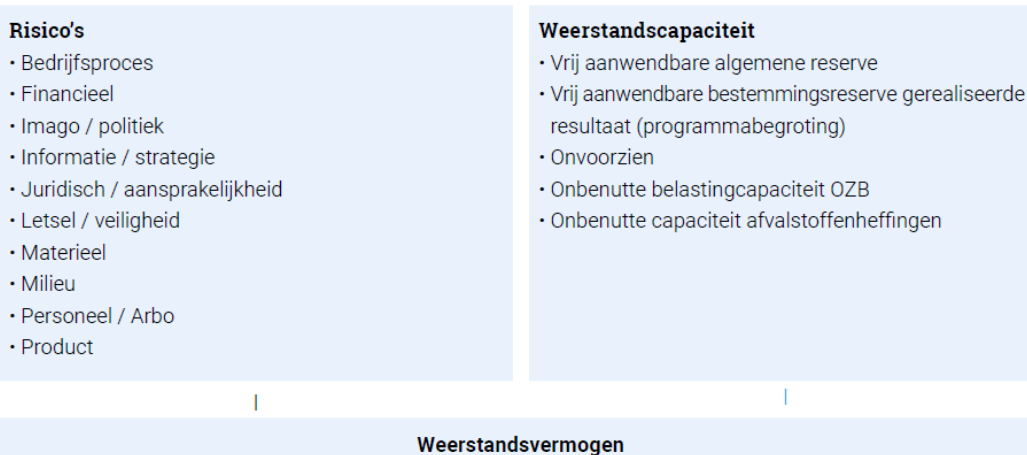 Risico's
• Bedrijfsproces
• Financieel
• Imago / politiek
• Informatie / strategie
• Juridisch / aansprakelijkheid
• Letsel / veiligheid
• Materieel
• Milieu
• Personeel / Arbo
• Product
Weerstandscapaciteit
• Vrij aanwendbare algemene reserve
• Vrij aanwendbare bestemmingsreserve gerealiseerde
resultaat (programmabegroting)
• Onvoorzien
• Onbenutte belastingcapaciteit OZB
• Onbenutte capaciteit afvalstoffenheffingen
Weerstandsvermogen